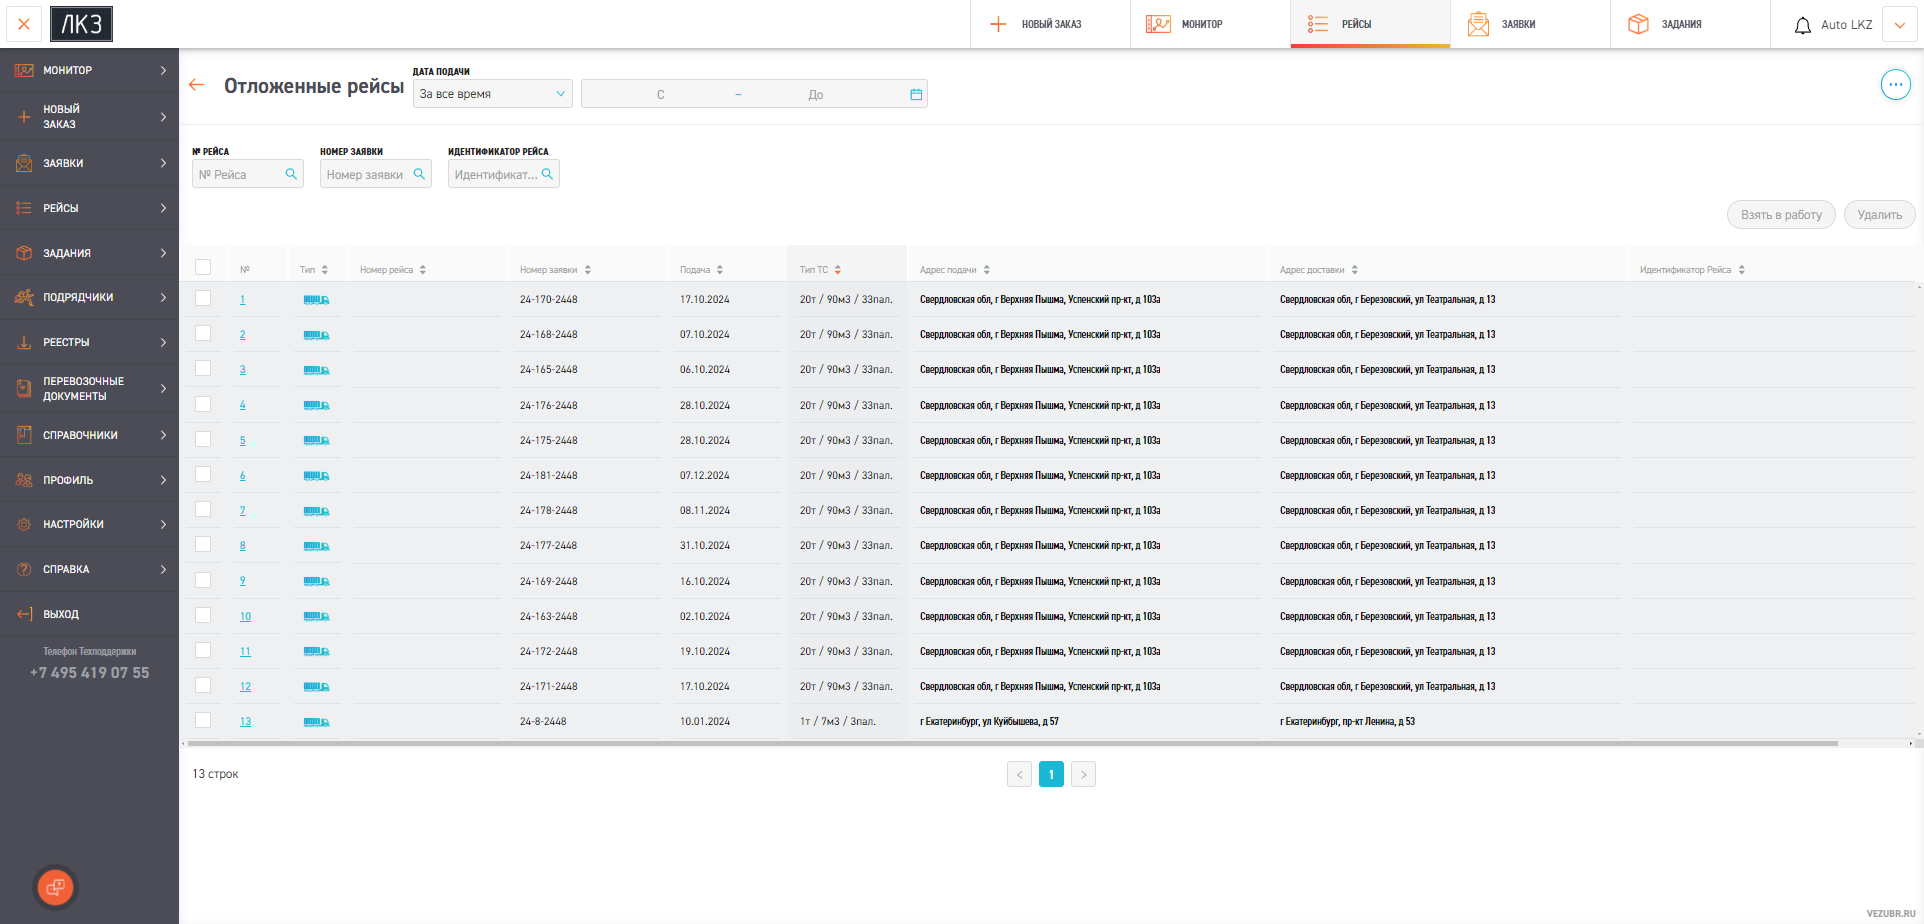 ЛКЗ
НОВЫЙ ЗАКАЗ
МОНИТОР
РЕЙСЫ
ЗАЯВКИ
ЗАДАНИЯ
Auto LKZ
МОНИТОР
НОВЫЙ
ЗАКАЗ
ЗАЯВКИ
РЕЙСЫ
ЗАДАНИЯ
ПОДРЯДЧИКИ
РЕЕСТРЫ
ПЕРЕВОЗОЧНЫЕ
ДОКУМЕНТЫ
СПРАВОЧНИКИ
ПРОФИЛЬ
НАСТРОЙКИ
СПРАВКА
ВЫХОД
Телефон Техподдержки
+7 495 419 07 55
Отложенные рейсы
ДАТА ПОДАЧИ
За все время
С – До
№ РЕЙСА НОМЕР ЗАЯВКИ ИДЕНТИФИКАТОР РЕЙСА
№ Рейса Номер заявки Идентификат...
Взять в работу Удалить
№ Тип Номер рейса Номер заявки Подача Тип ТС Адрес подачи Адрес доставки Идентификатор Рейса
1 24-170-2448 17.10.2024 20т / 90м3 / 33пал. Свердловская обл, г Верхняя Пышма, Успенский пр-кт, д 103а Свердловская обл, г Березовский, ул Театральная, д 13
2 24-168-2448 07.10.2024 20т / 90м3 / 33пал. Свердловская обл, г Верхняя Пышма, Успенский пр-кт, д 103а Свердловская обл, г Березовский, ул Театральная, д 13
3 24-165-2448 06.10.2024 20т / 90м3 / 33пал. Свердловская обл, г Верхняя Пышма, Успенский пр-кт, д 103а Свердловская обл, г Березовский, ул Театральная, д 13
4 24-176-2448 28.10.2024 20т / 90м3 / 33пал. Свердловская обл, г Верхняя Пышма, Успенский пр-кт, д 103а Свердловская обл, г Березовский, ул Театральная, д 13
5 24-175-2448 28.10.2024 20т / 90м3 / 33пал. Свердловская обл, г Верхняя Пышма, Успенский пр-кт, д 103а Свердловская обл, г Березовский, ул Театральная, д 13
6 24-181-2448 07.12.2024 20т / 90м3 / 33пал. Свердловская обл, г Верхняя Пышма, Успенский пр-кт, д 103а Свердловская обл, г Березовский, ул Театральная, д 13
7 24-178-2448 08.11.2024 20т / 90м3 / 33пал. Свердловская обл, г Верхняя Пышма, Успенский пр-кт, д 103а Свердловская обл, г Березовский, ул Театральная, д 13
8 24-177-2448 31.10.2024 20т / 90м3 / 33пал. Свердловская обл, г Верхняя Пышма, Успенский пр-кт, д 103а Свердловская обл, г Березовский, ул Театральная, д 13
9 24-169-2448 16.10.2024 20т / 90м3 / 33пал. Свердловская обл, г Верхняя Пышма, Успенский пр-кт, д 103а Свердловская обл, г Березовский, ул Театральная, д 13
10 24-163-2448 02.10.2024 20т / 90м3 / 33пал. Свердловская обл, г Верхняя Пышма, Успенский пр-кт, д 103а Свердловская обл, г Березовский, ул Театральная, д 13
11 24-172-2448 19.10.2024 20т / 90м3 / 33пал. Свердловская обл, г Верхняя Пышма, Успенский пр-кт, д 103а Свердловская обл, г Березовский, ул Театральная, д 13
12 24-171-2448 17.10.2024 20т / 90м3 / 33пал. Свердловская обл, г Верхняя Пышма, Успенский пр-кт, д 103а Свердловская обл, г Березовский, ул Театральная, д 13
13 24-8-2448 10.01.2024 1т / 7м3 / 3пал. г Екатеринбург, ул Куйбышева, д 57 г Екатеринбург, пр-кт Ленина, д 53
13 строк
< 1 >
VEZUBR.RU